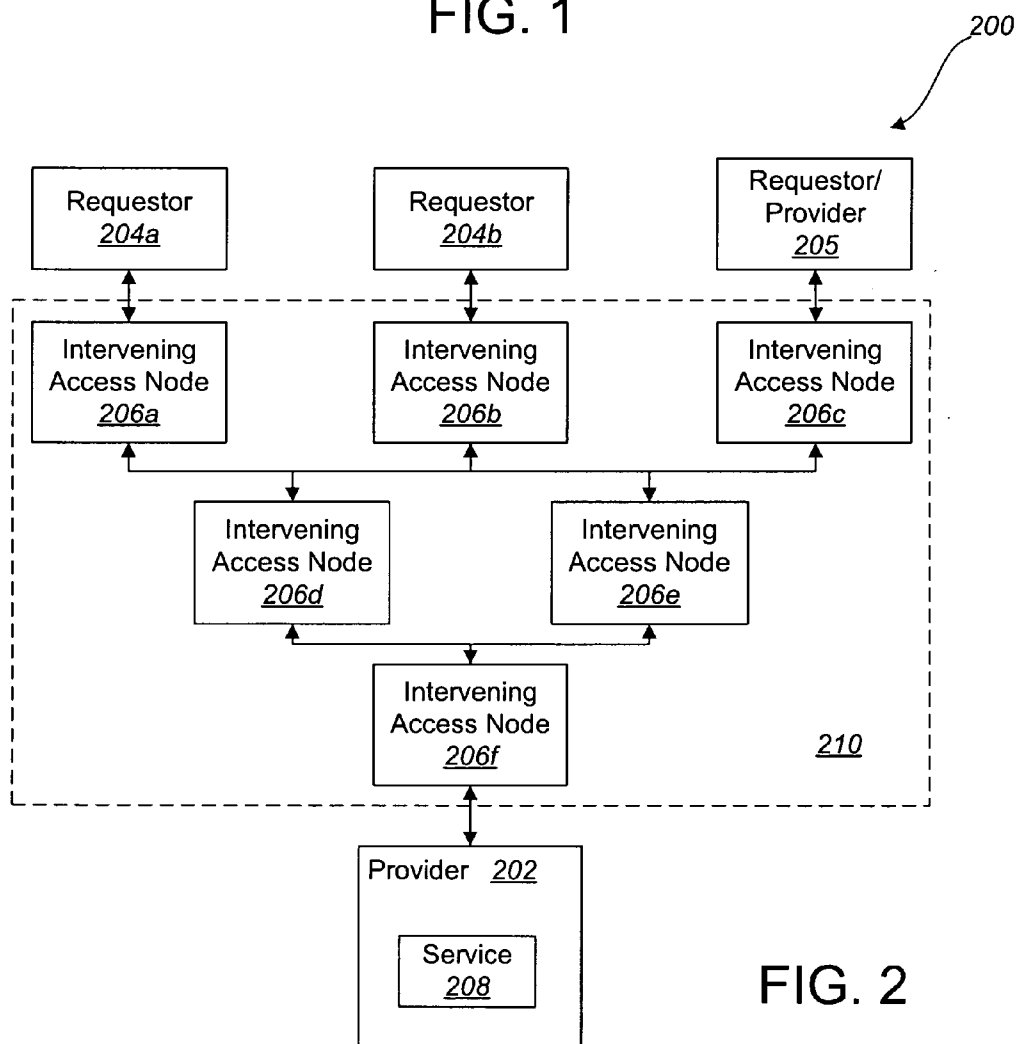 FIG. 1
200
Requestor
204a
Requestor
204b
Requestor/
Provider
205
Intervening
Access Node
206a
Intervening
Access Node
206b
Intervening
Access Node
206c
Intervening
Access Node
206d
Intervening
Access Node
206e
Intervening
Access Node
206f
210
Provider 202
Service
208
FIG. 2